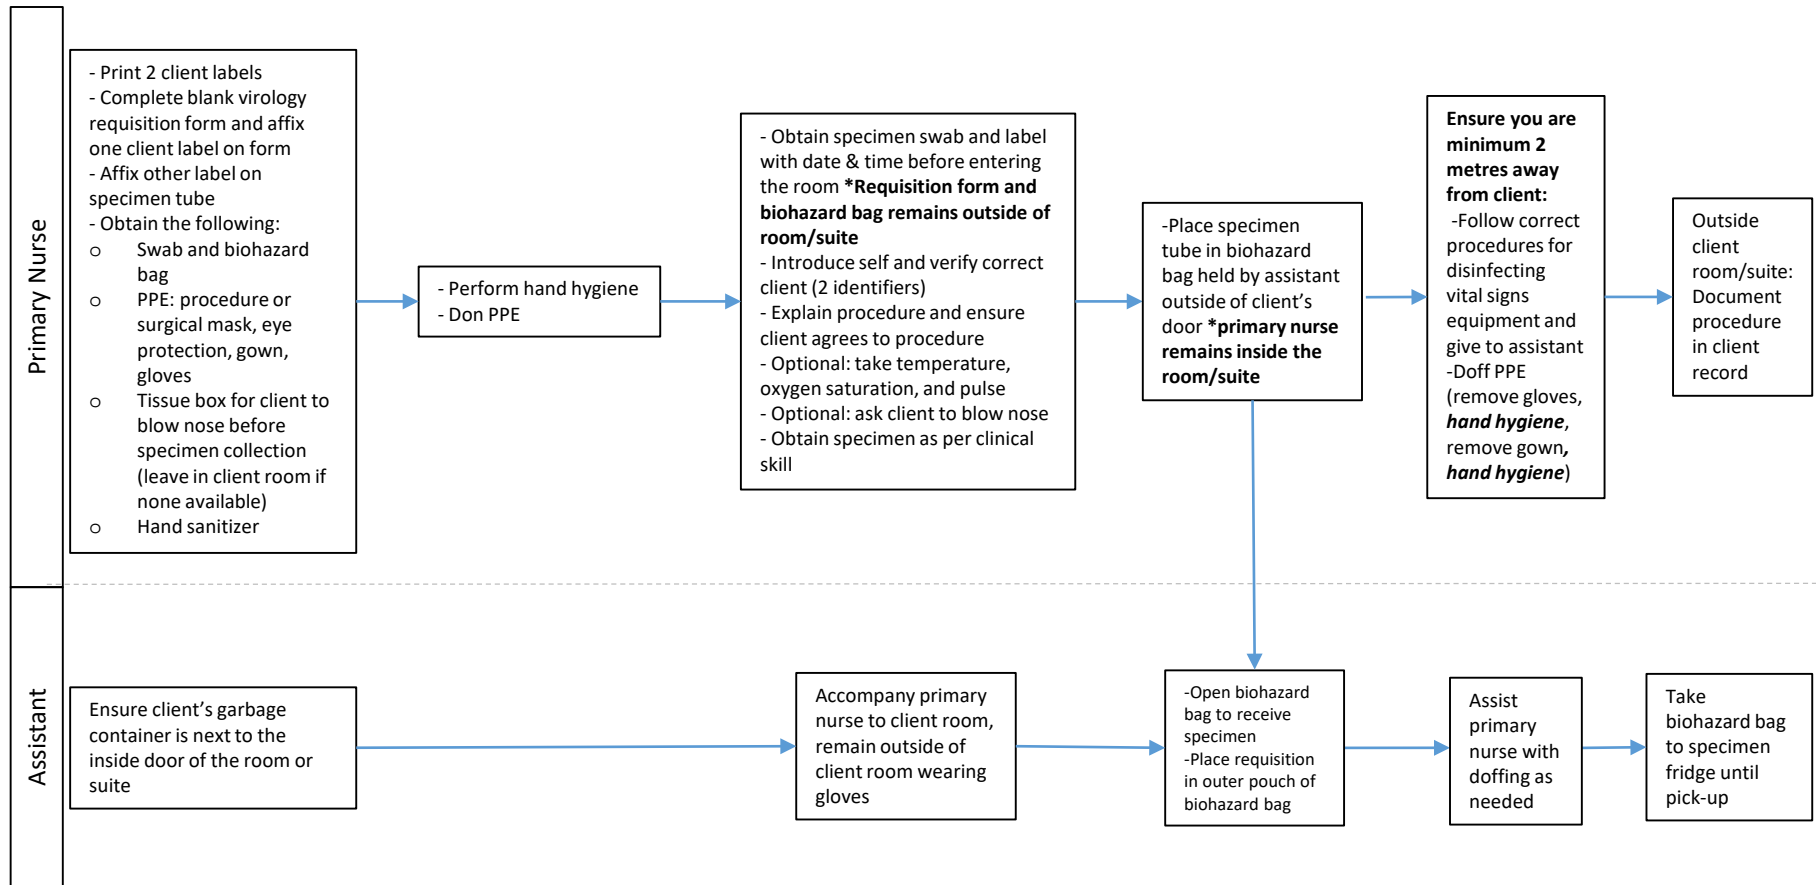 Primary Nurse
- Print 2 client labels
- Complete blank virology
requisition form and affix
one client label on form
- Affix other label on
specimen tube
- Obtain the following:
o Swab and biohazard
bag
o PPE: procedure or
surgical mask, eye
protection, gown,
gloves
o Tissue box for client to
blow nose before
specimen collection
(leave in client room if
none available)
o Hand sanitizer
- Perform hand hygiene
- Don PPE
- Obtain specimen swab and label
with date & time before entering
the room *Requisition form and
biohazard bag remains outside of
room/suite
- Introduce self and verify correct
client (2 identifiers)
- Explain procedure and ensure
client agrees to procedure
- Optional: take temperature,
oxygen saturation, and pulse
- Optional: ask client to blow nose
- Obtain specimen as per clinical
skill
-Place specimen
tube in biohazard
bag held by assistant
outside of client’s
door *primary nurse
remains inside the
room/suite
Ensure you are
minimum 2
metres away
from client:
-Follow correct
procedures for
disinfecting
vital signs
equipment and
give to assistant
-Doff PPE
(remove gloves,
hand hygiene,
remove gown,
hand hygiene)
Outside
client
room/suite:
Document
procedure
in client
record
Assistant
Ensure client’s garbage
container is next to the
inside door of the room or
suite
Accompany primary
nurse to client room,
remain outside of
client room wearing
gloves
-Open biohazard
bag to receive
specimen
-Place requisition
in outer pouch of
biohazard bag
Assist
primary
nurse with
doffing as
needed
Take
biohazard bag
to specimen
fridge until
pick-up